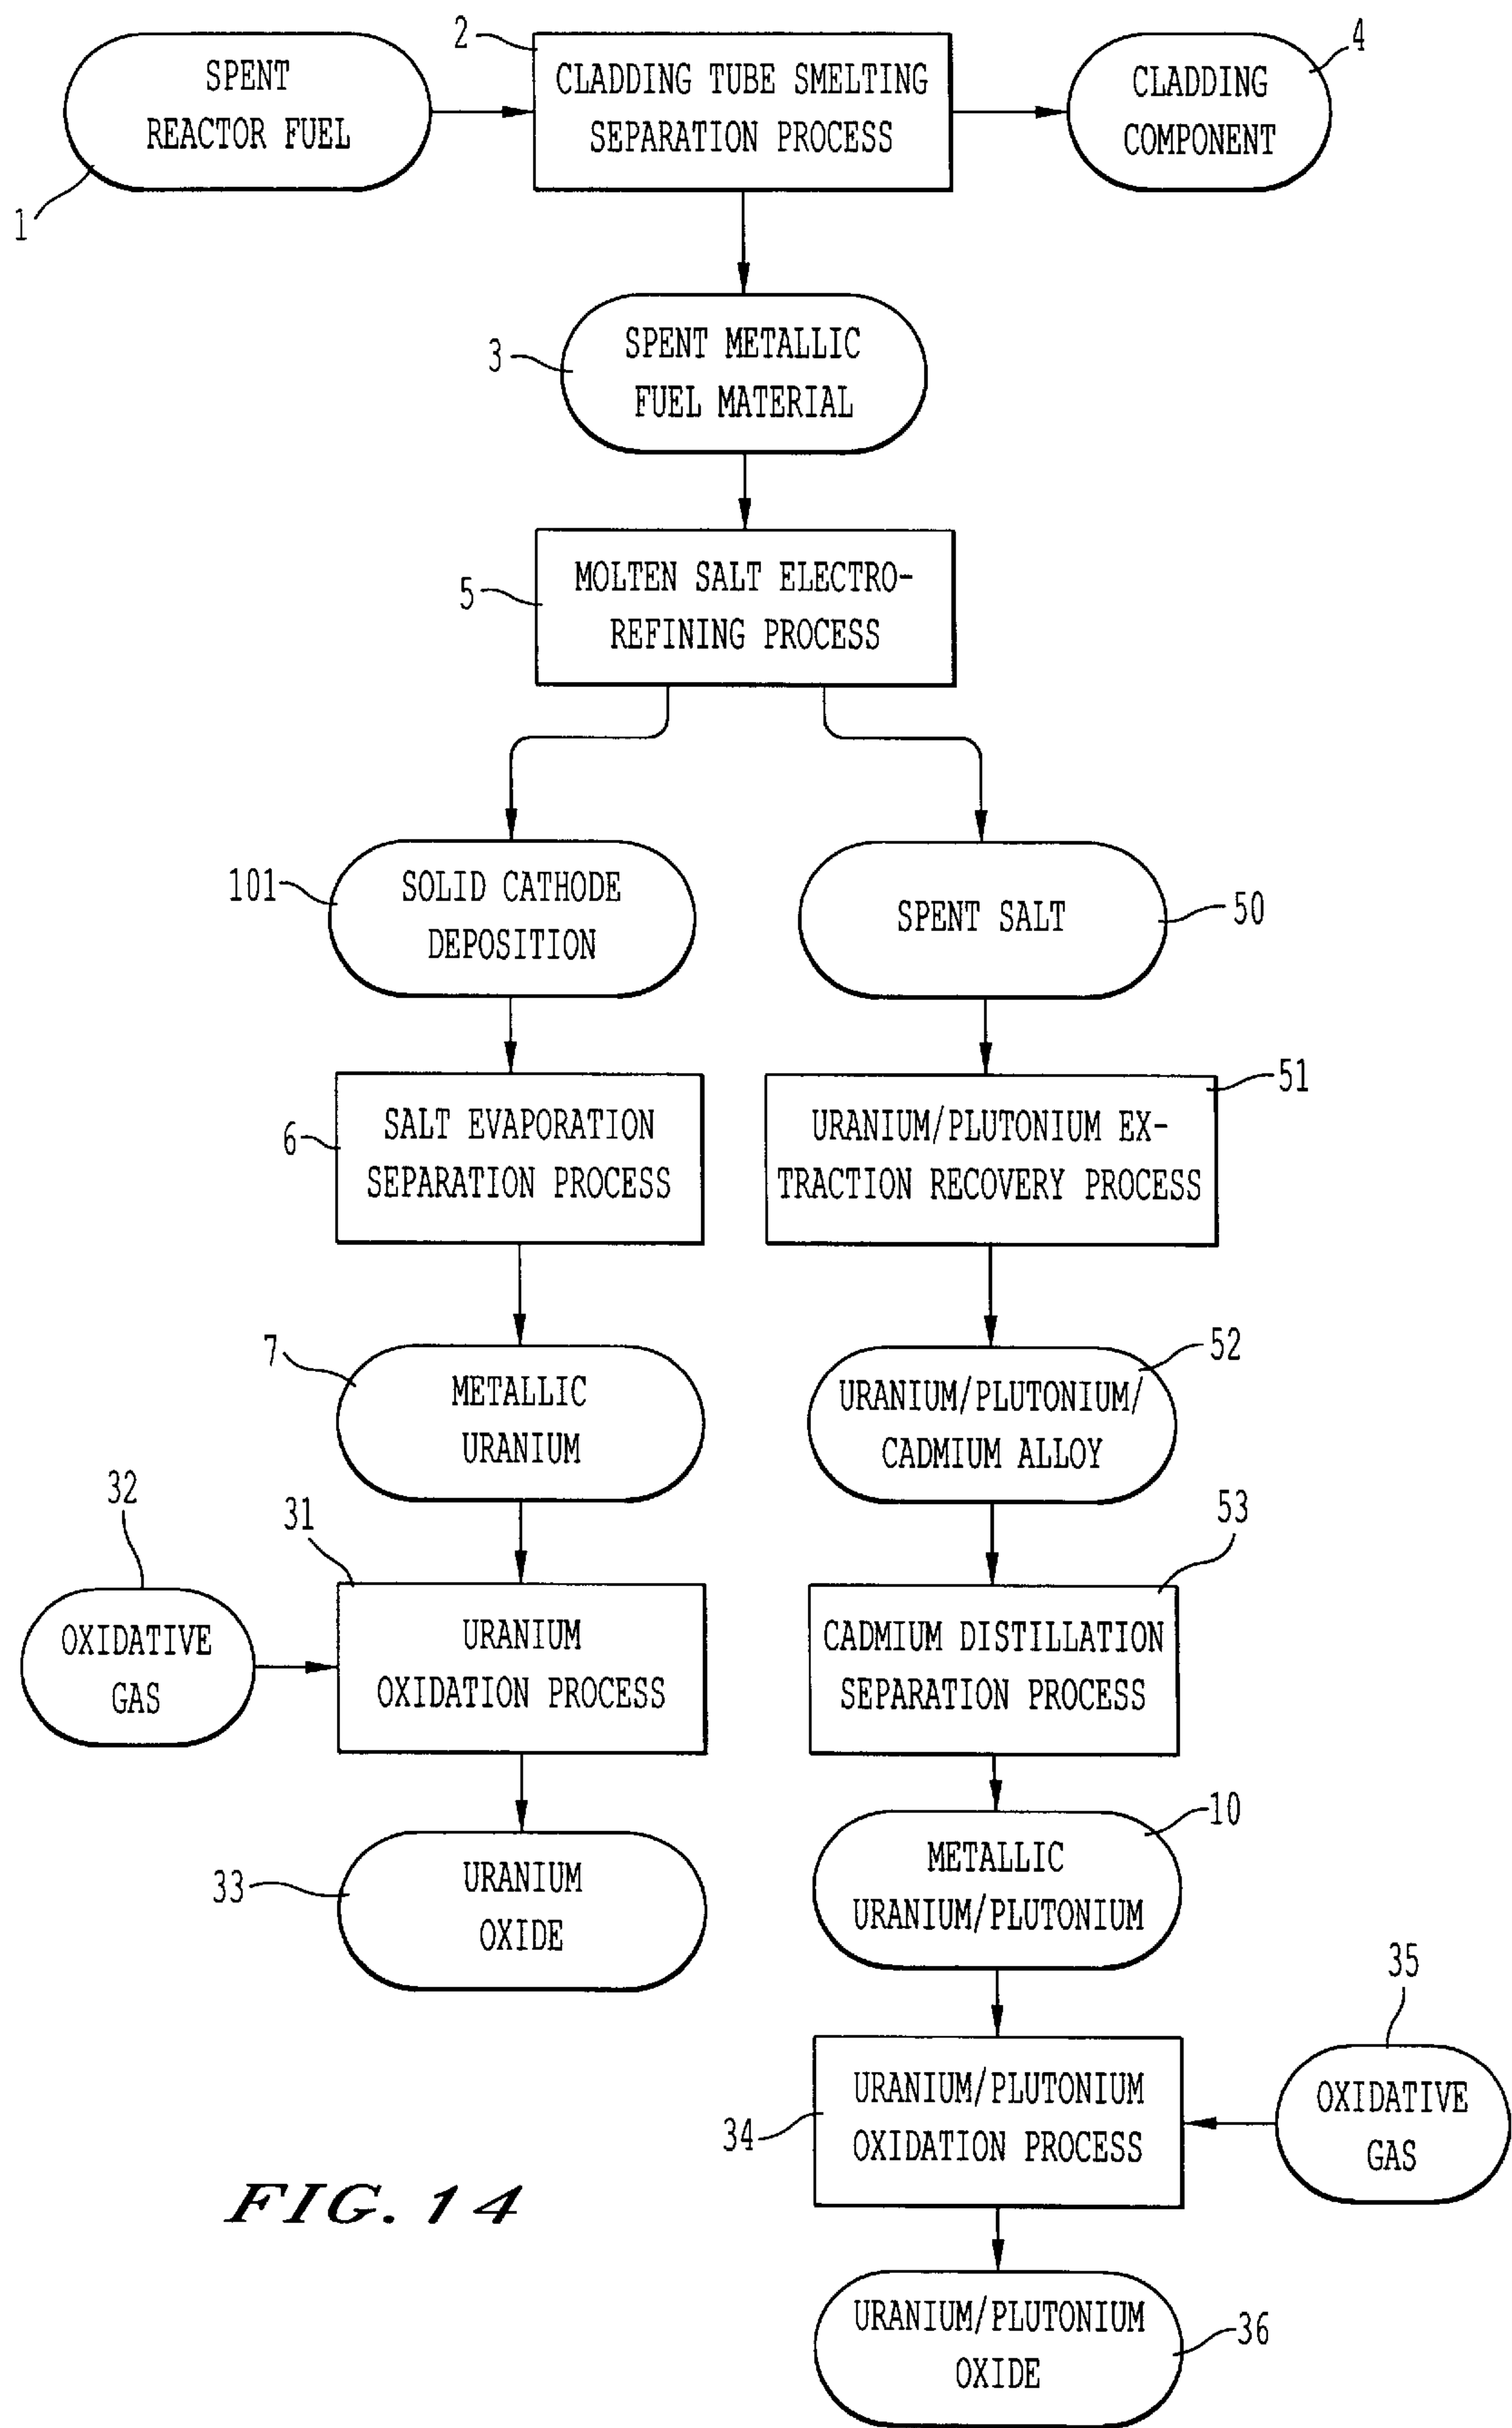 2
4
SPENT
REACTOR FUEL
CLADDING TUBE SMELTING
SEPARATION PROCESS
CLADDING
COMPONENT
1
3
SPENT METALLIC
FUEL MATERIAL
5
MOLTEN SALT ELECTRO-
REFINING PROCESS
101
SOLID CATHODE
DEPOSITION
SPENT SALT
50
6
SALT EVAPORATION
SEPARATION PROCESS
51
URANIUM/PLUTONIUM EX-
TRACTION RECOVERY PROCESS
7
METALLIC
URANIUM
52
URANIUM/PLUTONIUM/
CADMIUM ALLOY
32
31
53
OXIDATIVE
GAS
URANIUM
OXIDATION PROCESS
CADMIUM DISTILLATION
SEPARATION PROCESS
33
URANIUM
OXIDE
10
METALLIC
URANIUM/PLUTONIUM
35
34
URANIUM/PLUTONIUM
OXIDATION PROCESS
OXIDATIVE
GAS
FIG. 14
URANIUM/PLUTONIUM
OXIDE
36